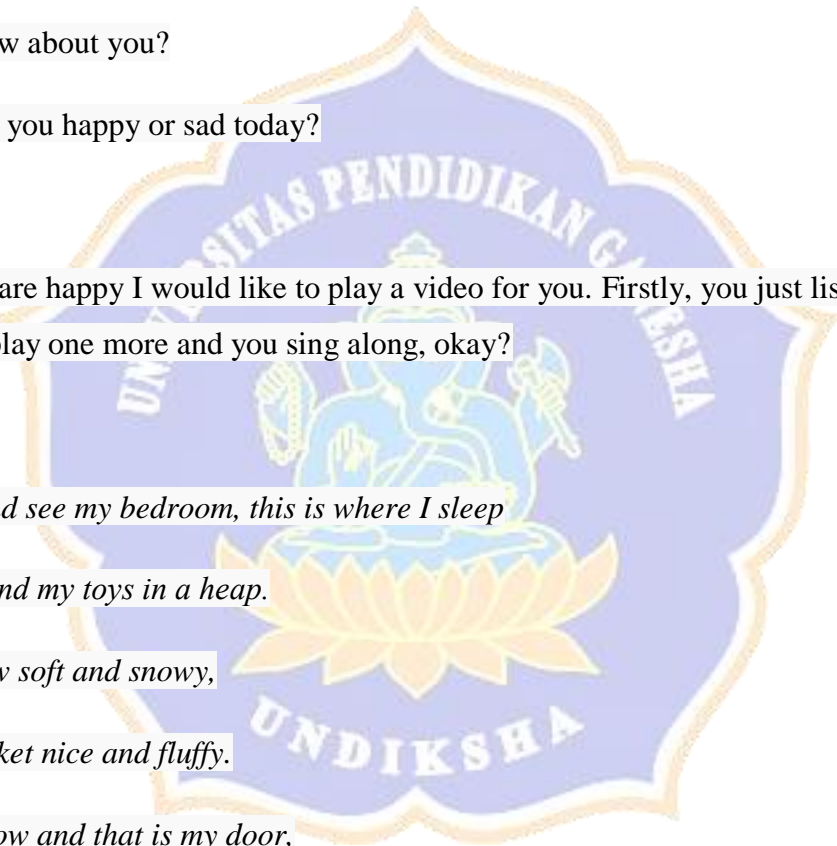 w about you?
you happy or sad today?
are happy I would like to play a video for you. Firstly, you just lis
play one more and you sing along, okay?
d see my bedroom, this is where I sleep
nd my toys in a heap.
w soft and snowy,
ket nice and fluffy.
ow and that is my door,
UNIVERSITAS PENDIDIKAN GANESHA
UNDIKSHA